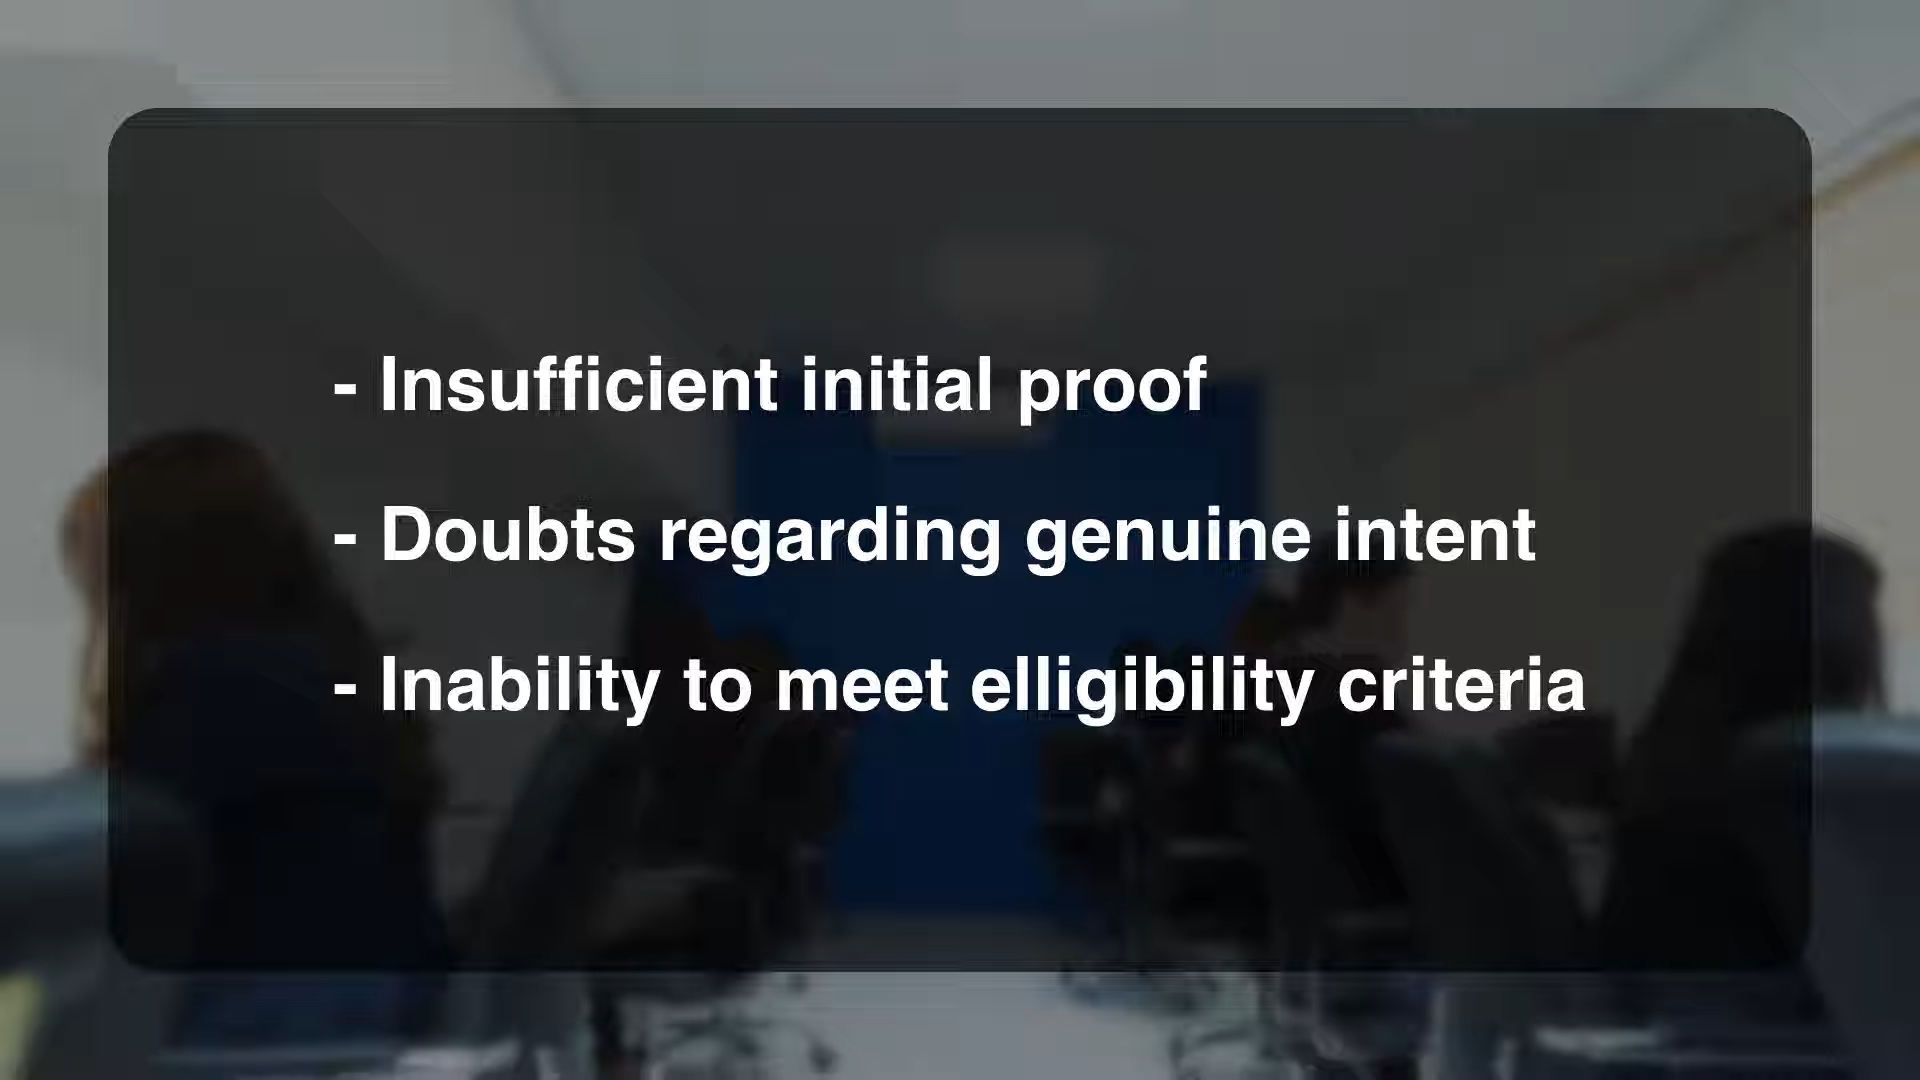 - Insufficient initial proof
- Doubts regarding genuine intent
- Inability to meet elligibility criteria